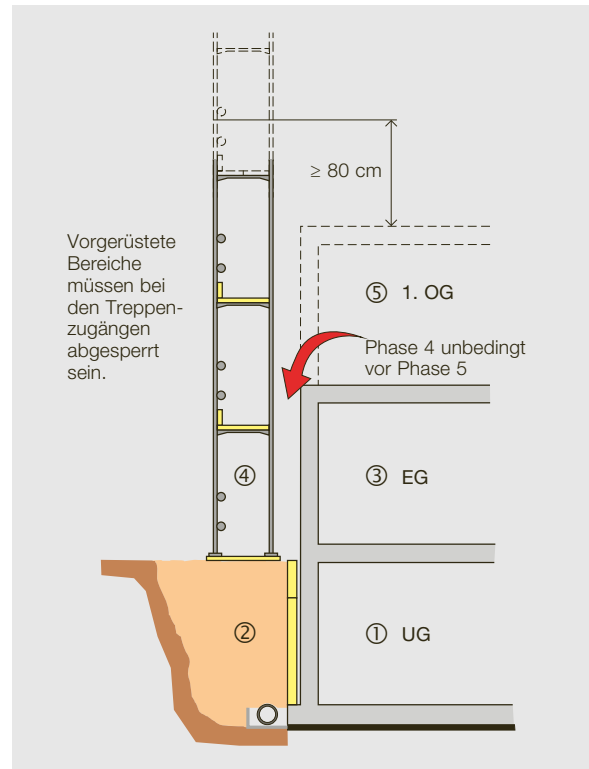 ≥ 80 cm
Vorgerüstete
Bereiche
müssen bei
den Treppen-
zugängen
abgesperrt
sein.
⑤ 1. OG
Phase 4 unbedingt
vor Phase 5
④
③ EG
②
① UG